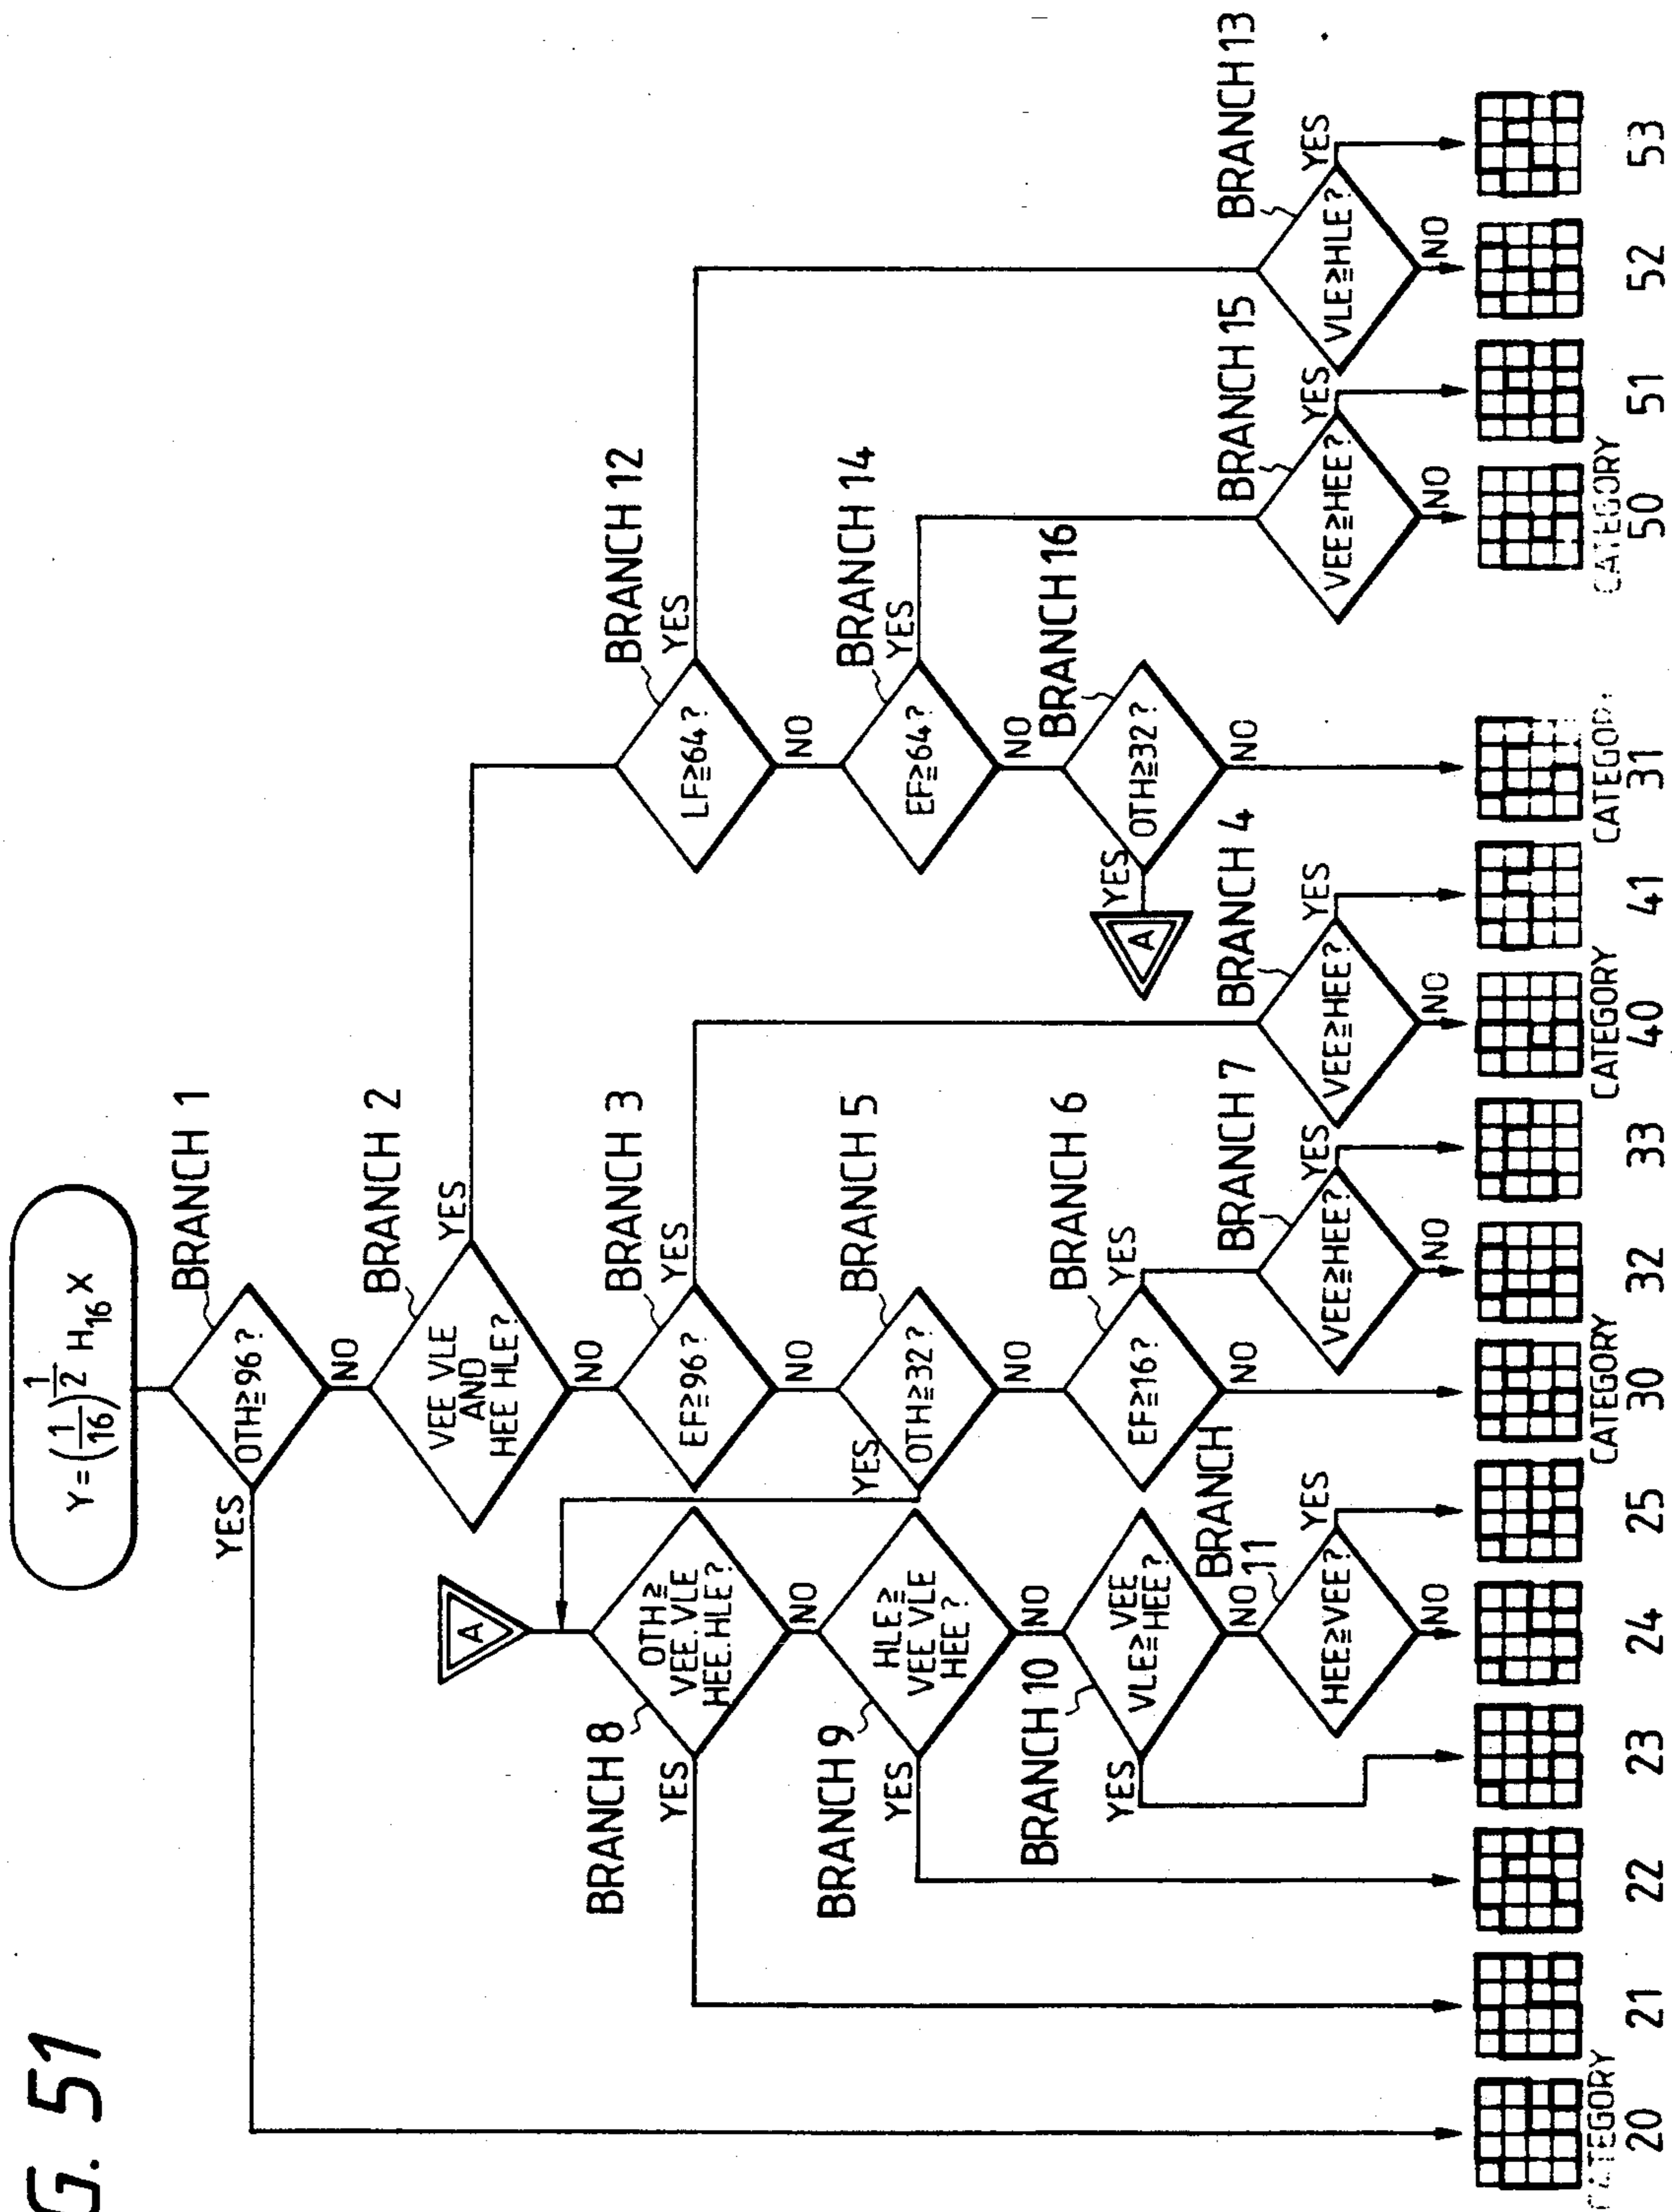 G. 51
Y = (1/16)^1/2 H16 X
BRANCH 1
OTH≧96?
YES
NO
BRANCH 2
VEE VLE
AND
HEE HLE?
YES
NO
BRANCH 3
EF≧96?
YES
NO
BRANCH 5
OTH≧32?
YES
NO
BRANCH 6
EF≧16?
YES
NO
BRANCH 7
VEE≧HEE?
YES
NO
BRANCH 4
VEE≧HEE?
YES
NO
A
BRANCH 8
OTH≧
VEE.VLE
HEE.HLE?
YES
NO
BRANCH 9
HLE≧
VEE VLE
HEE?
YES
NO
BRANCH 10
VLE≧VEE
HEE?
YES
NO
BRANCH
11
HEE≧VEE?
YES
NO
BRANCH 12
LF≧64?
YES
NO
BRANCH 14
EF≧64?
YES
NO
BRANCH 16
OTH≧32?
YES
A
NO
BRANCH 15
VEE≧HEE?
YES
NO
BRANCH 13
VLE≧HLE?
YES
NO
CATEGORY
20 21 22 23 24 25
CATEGORY
30 32 33
CATEGORY
40 41
CATEGORY
31
CATEGORY
50 51 52 53